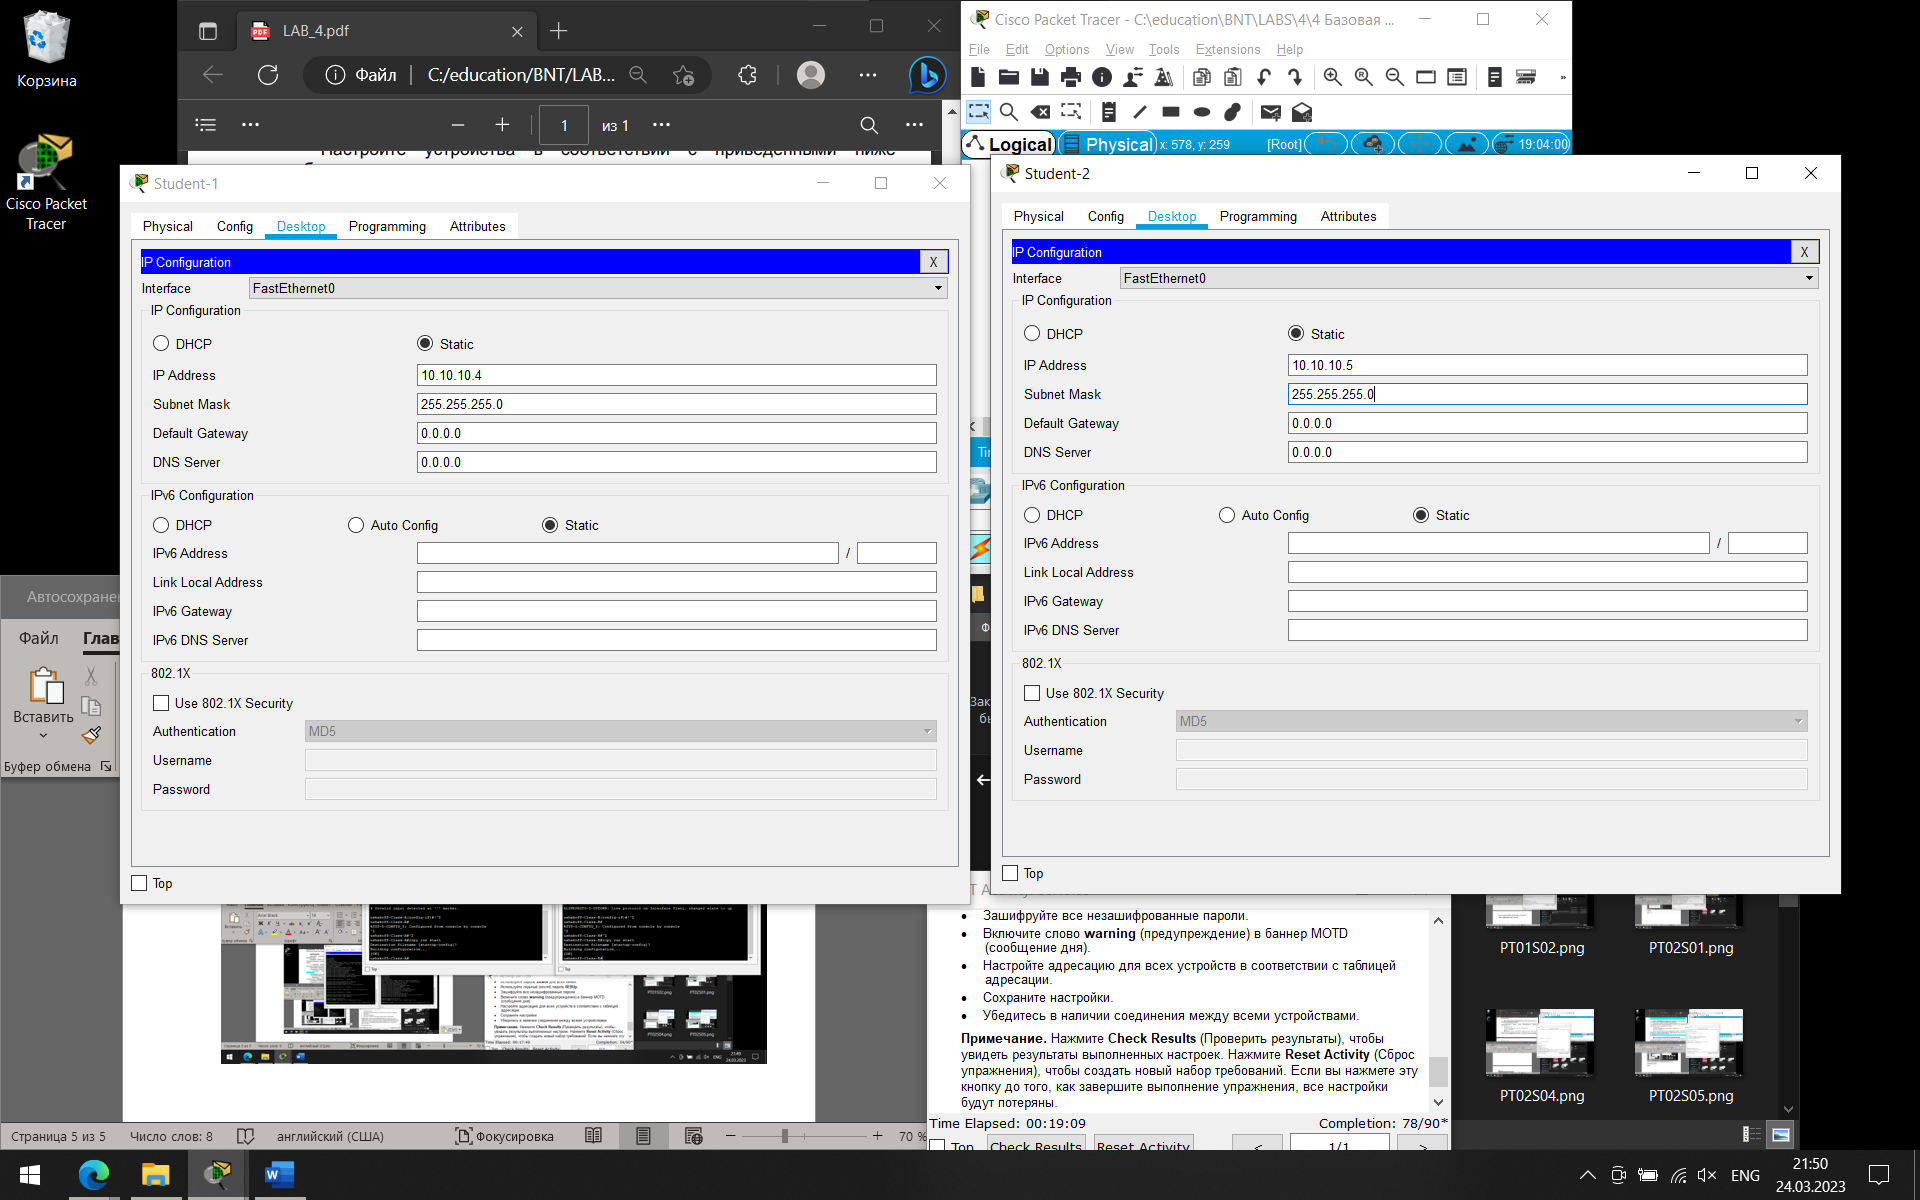 Корзина
Cisco Packet
Tracer
LAB_4.pdf
Файл
C:/education/BNT/LAB...
1
из 1
Настройте устройства в соответствии с приведенными ниже
Cisco Packet Tracer - C:\education\BNT\LABS\4\4 Базовая ...
File Edit Options View Tools Extensions Help
Logical
Physical
x: 578, y: 259
[Root]
19:04:00
Student-1
Physical Config Desktop Programming Attributes
IP Configuration
X
Interface
FastEthernet0
IP Configuration
DHCP
Static
IP Address
10.10.10.4
Subnet Mask
255.255.255.0
Default Gateway
0.0.0.0
DNS Server
0.0.0.0
IPv6 Configuration
DHCP
Auto Config
Static
IPv6 Address
/
Link Local Address
IPv6 Gateway
IPv6 DNS Server
802.1X
Use 802.1X Security
Authentication
MD5
Username
Password
Top
Student-2
Physical Config Desktop Programming Attributes
IP Configuration
X
Interface
FastEthernet0
IP Configuration
DHCP
Static
IP Address
10.10.10.5
Subnet Mask
255.255.255.0
Default Gateway
0.0.0.0
DNS Server
0.0.0.0
IPv6 Configuration
DHCP
Auto Config
Static
IPv6 Address
/
Link Local Address
IPv6 Gateway
IPv6 DNS Server
802.1X
Use 802.1X Security
Authentication
MD5
Username
Password
Top
Автосохране
Файл
Глав
Вставить
Буфер обмена
• Зашифруйте все незашифрованные пароли.
• Включите слово warning (предупреждение) в баннер MOTD
(сообщение дня).
• Настройте адресацию для всех устройств в соответствии с таблицей
адресации.
• Сохраните настройки.
• Убедитесь в наличии соединения между всеми устройствами.
Примечание. Нажмите Check Results (Проверить результаты), чтобы
увидеть результаты выполненных настроек. Нажмите Reset Activity (Сброс
упражнения), чтобы создать новый набор требований. Если вы нажмете эту
кнопку до того, как завершите выполнение упражнения, все настройки
будут потеряны.
Time Elapsed: 00:19:09
Completion: 78/90*
Top
Check Results
Reset Activity
<
1/1
>
PT01S02.png
PT02S01.png
PT02S04.png
PT02S05.png
Страница 5 из 5
Число слов: 8
английский (США)
Фокусировка
70 %
ENG
21:50
24.03.2023